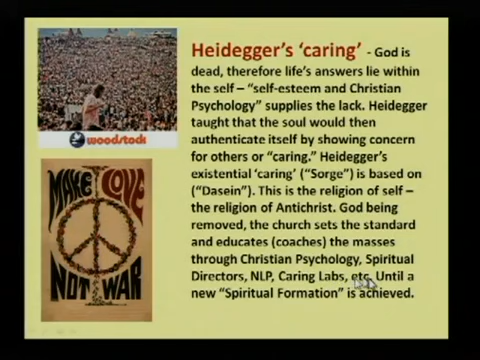 woodstock
MAKE LOVE
NOT WAR
Heidegger's 'caring' - God is
dead, therefore life's answers lie within
the self – "self-esteem and Christian
Psychology" supplies the lack. Heidegger
taught that the soul would then
authenticate itself by showing concern
for others or "caring." Heidegger's
existential 'caring' ("Sorge") is based on
("Dasein"). This is the religion of self –
the religion of Antichrist. God being
removed, the church sets the standard
and educates (coaches) the masses
through Christian Psychology, Spiritual
Directors, NLP, Caring Labs, etc. Until a
new "Spiritual Formation" is achieved.